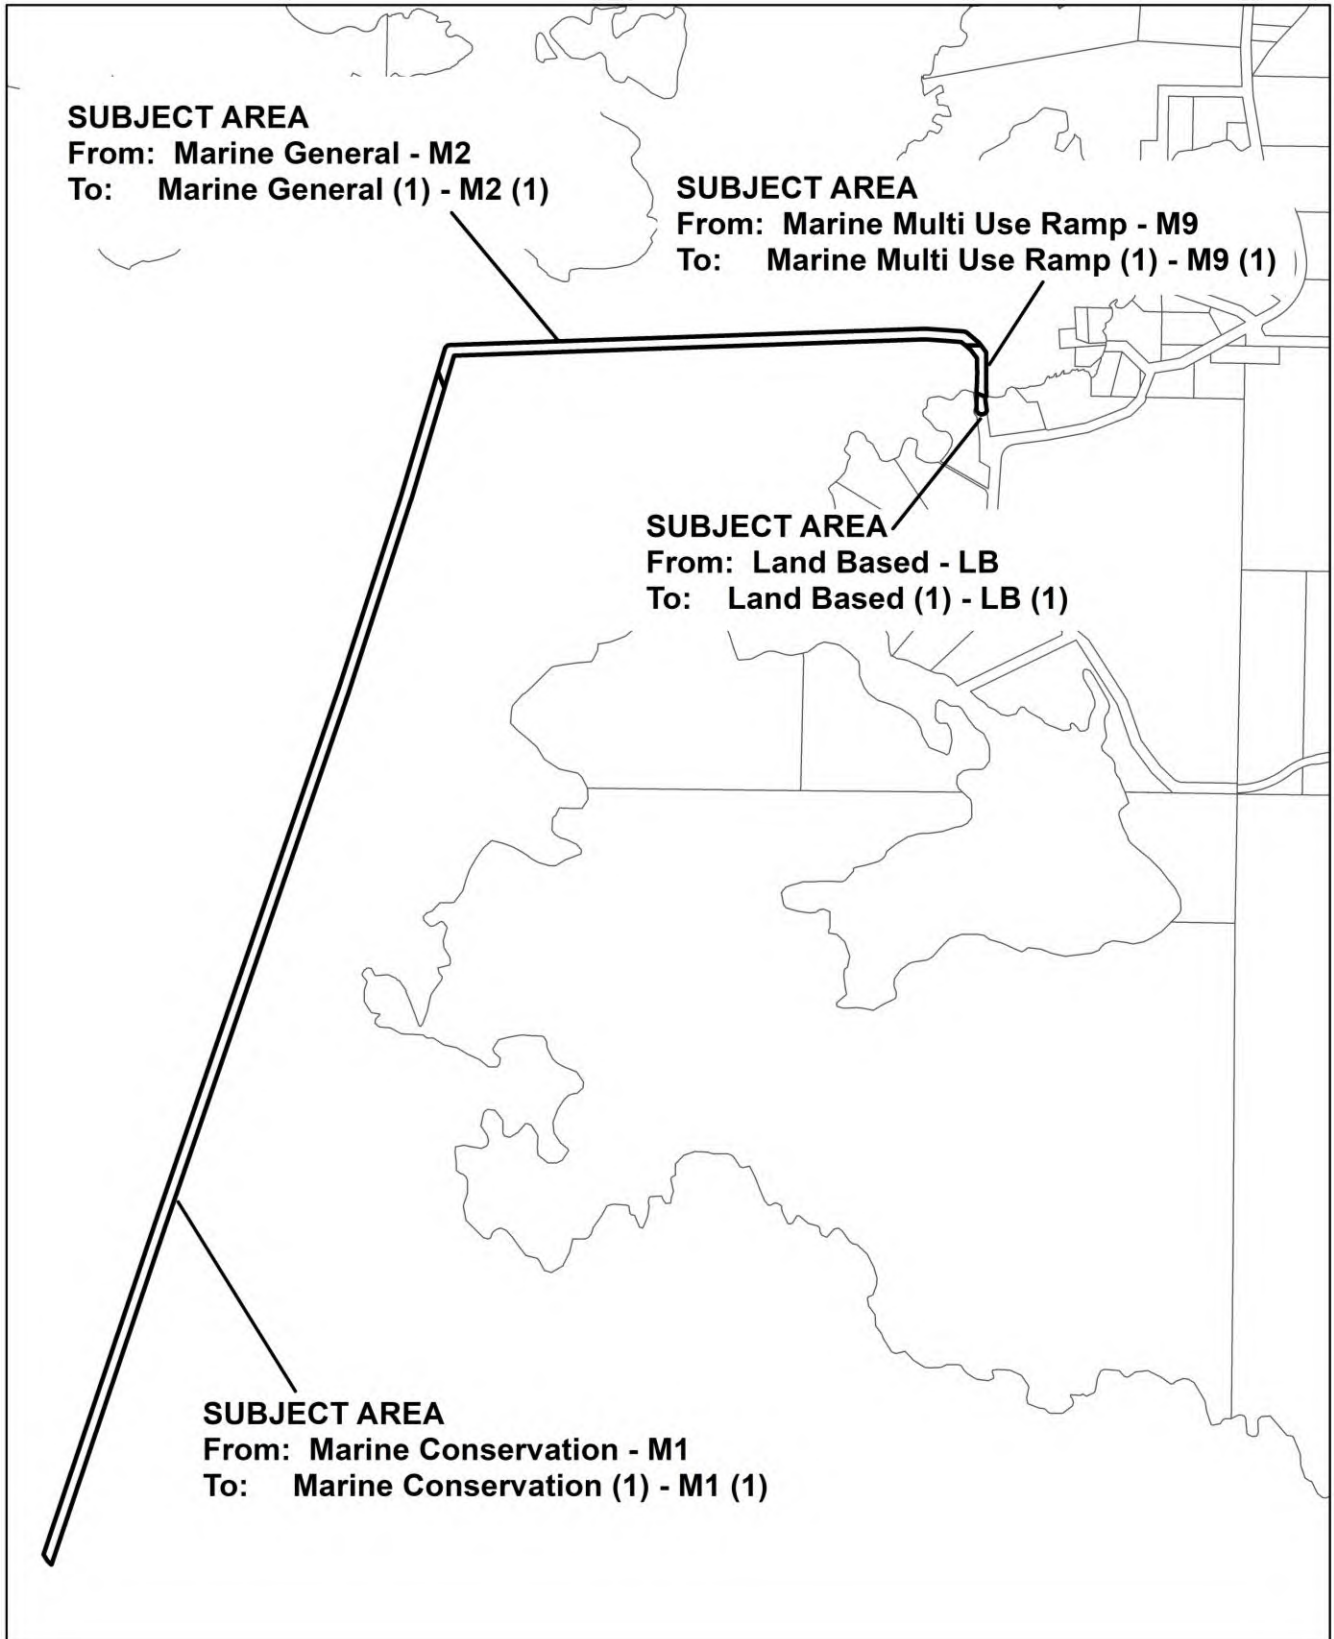 SUBJECT AREA
From: Marine General - M2
To: Marine General (1) - M2 (1)
SUBJECT AREA
From: Marine Multi Use Ramp - M9
To: Marine Multi Use Ramp (1) - M9 (1)
SUBJECT AREA
From: Land Based - LB
To: Land Based (1) - LB (1)
SUBJECT AREA
From: Marine Conservation - M1
To: Marine Conservation (1) - M1 (1)